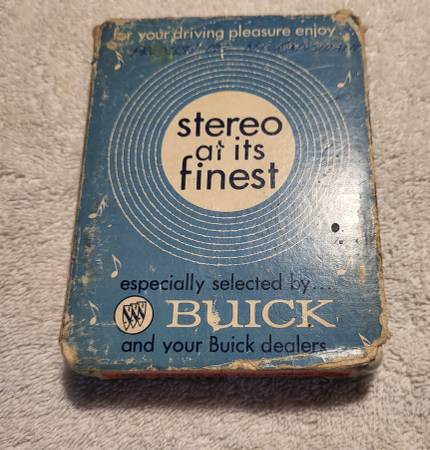 for your driving pleasure enjoy
stereo
at its
finest
especially selected by....
BUICK
and your Buick dealers